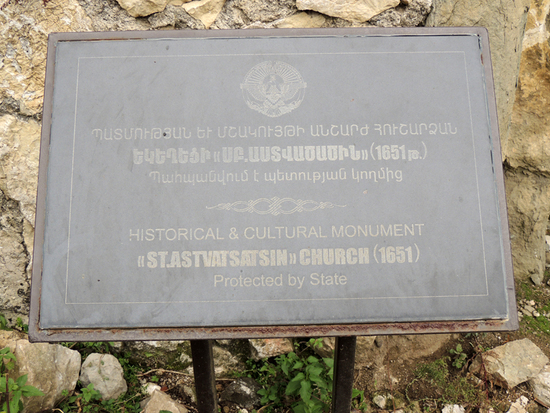 ՊԱՏՄՈՒԹՅԱՆ ԵՒ ՄՇԱԿՈՒՅԹԻ ԱՆՇԱՐԺ ՀՈՒՇԱՐՁԱՆ
ԵԿԵՂԵՑԻ «ՍԲ.ԱՍՏՎԱԾԱԾԻՆ» (1651թ.)
Պահպանվում է պետության կողմից
HISTORICAL & CULTURAL MONUMENT
«ST.ASTVATSATSIN» CHURCH (1651)
Protected by State